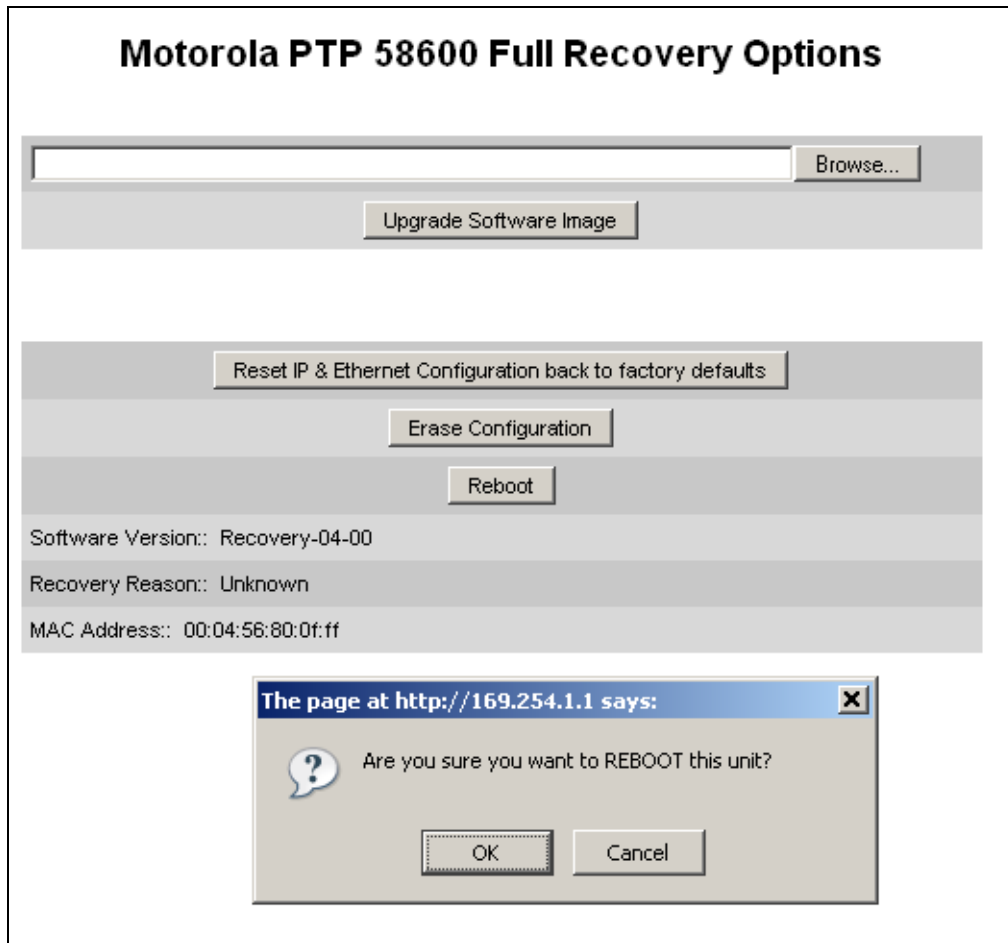 Motorola PTP 58600 Full Recovery Options
Browse...
Upgrade Software Image
Reset IP & Ethernet Configuration back to factory defaults
Erase Configuration
Reboot
Software Version:: Recovery-04-00
Recovery Reason:: Unknown
MAC Address:: 00:04:56:80:0f:ff
The page at http://169.254.1.1 says:
Are you sure you want to REBOOT this unit?
OK Cancel